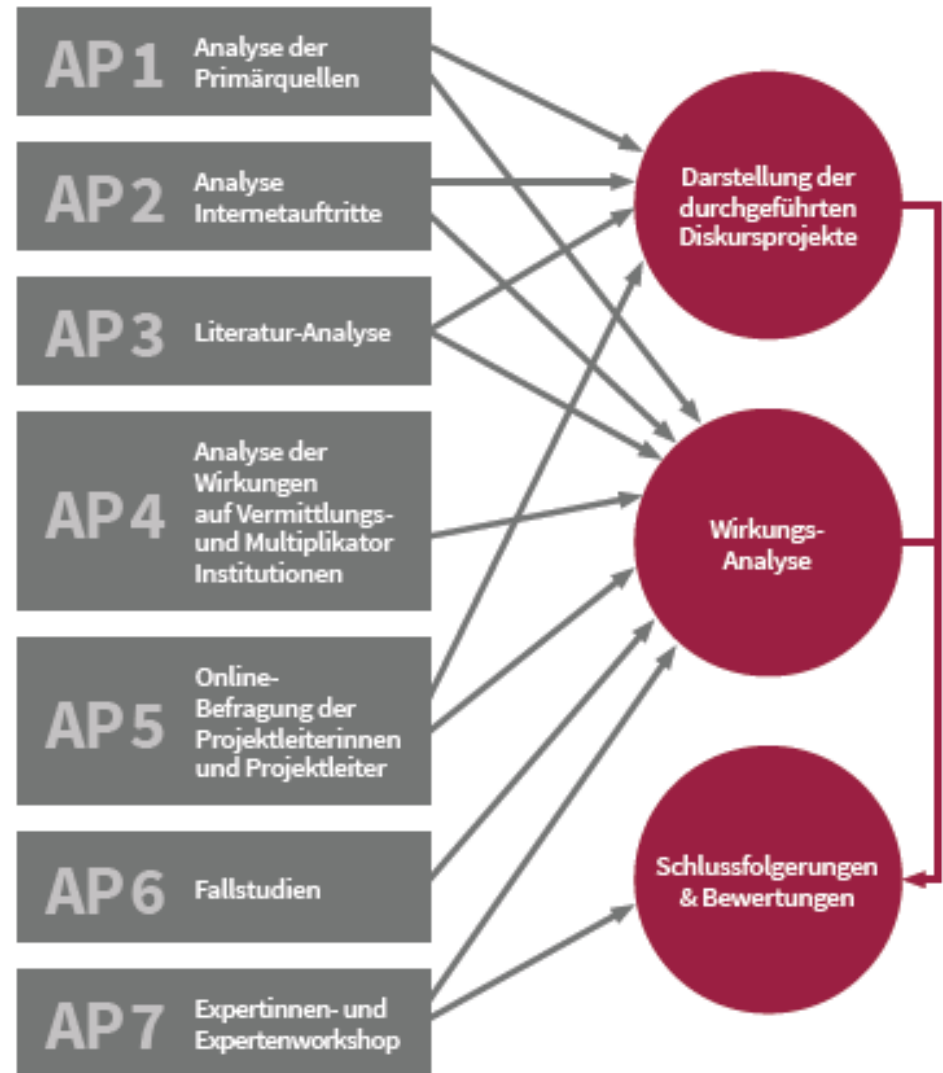 AP 1
Analyse der
Primärquellen
AP 2
Analyse
Internetauftritte
AP 3
Literatur-Analyse
AP 4
Analyse der
Wirkungen
auf Vermittlungs-
und Multiplikator
Institutionen
AP 5
Online-
Befragung der
Projektleiterinnen
und Projektleiter
AP 6
Fallstudien
AP 7
Expertinnen- und
Expertenworkshop
Darstellung der
durchgeführten
Diskursprojekte
Wirkungs-
Analyse
Schlussfolgerungen
& Bewertungen